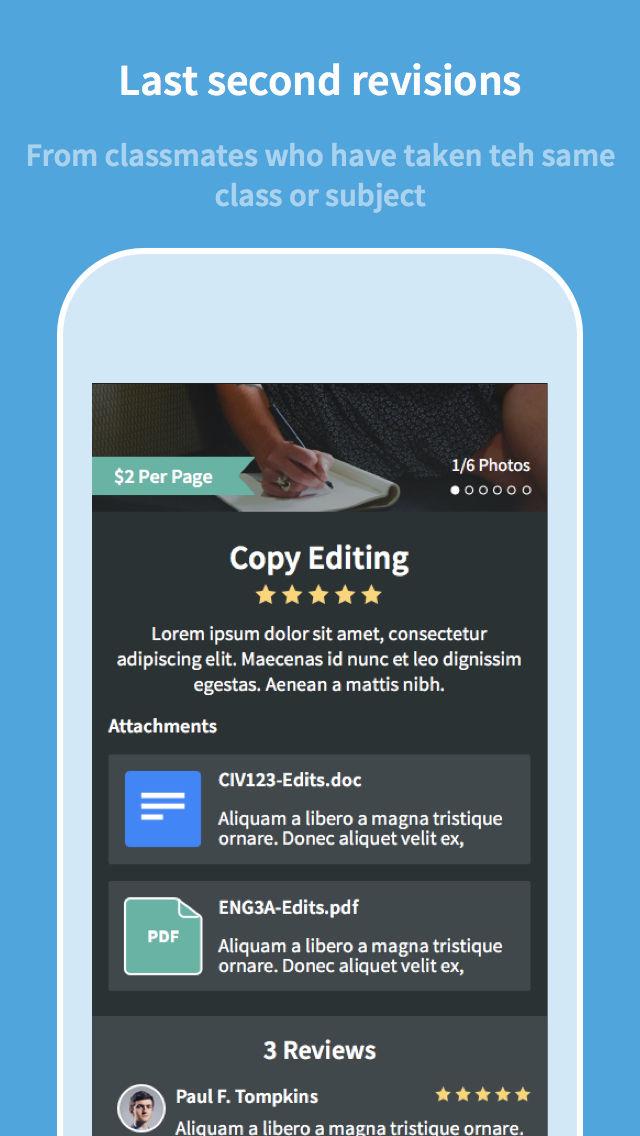 Last second revisions
From classmates who have taken teh same
class or subject
$2 Per Page
1/6 Photos
Copy Editing
Lorem ipsum dolor sit amet, consectetur
adipiscing elit. Maecenas id nunc et leo dignissim
egestas. Aenean a mattis nibh.
Attachments
CIV123-Edits.doc
Aliquam a libero a magna tristique
ornare. Donec aliquet velit ex,
PDF
ENG3A-Edits.pdf
Aliquam a libero a magna tristique
ornare. Donec aliquet velit ex,
3 Reviews
Paul F. Tompkins
Aliquam a libero a magna tristique ornare.